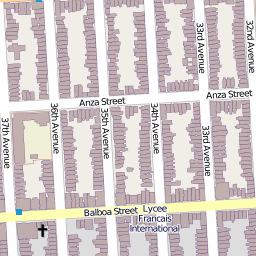 33rd Avenue
32nd Avenue
Anza Street
Anza Street
37th Avenue
36th Avenue
35th Avenue
34th Avenue
33rd Avenue
Balboa Street
Lycee
Francais
International